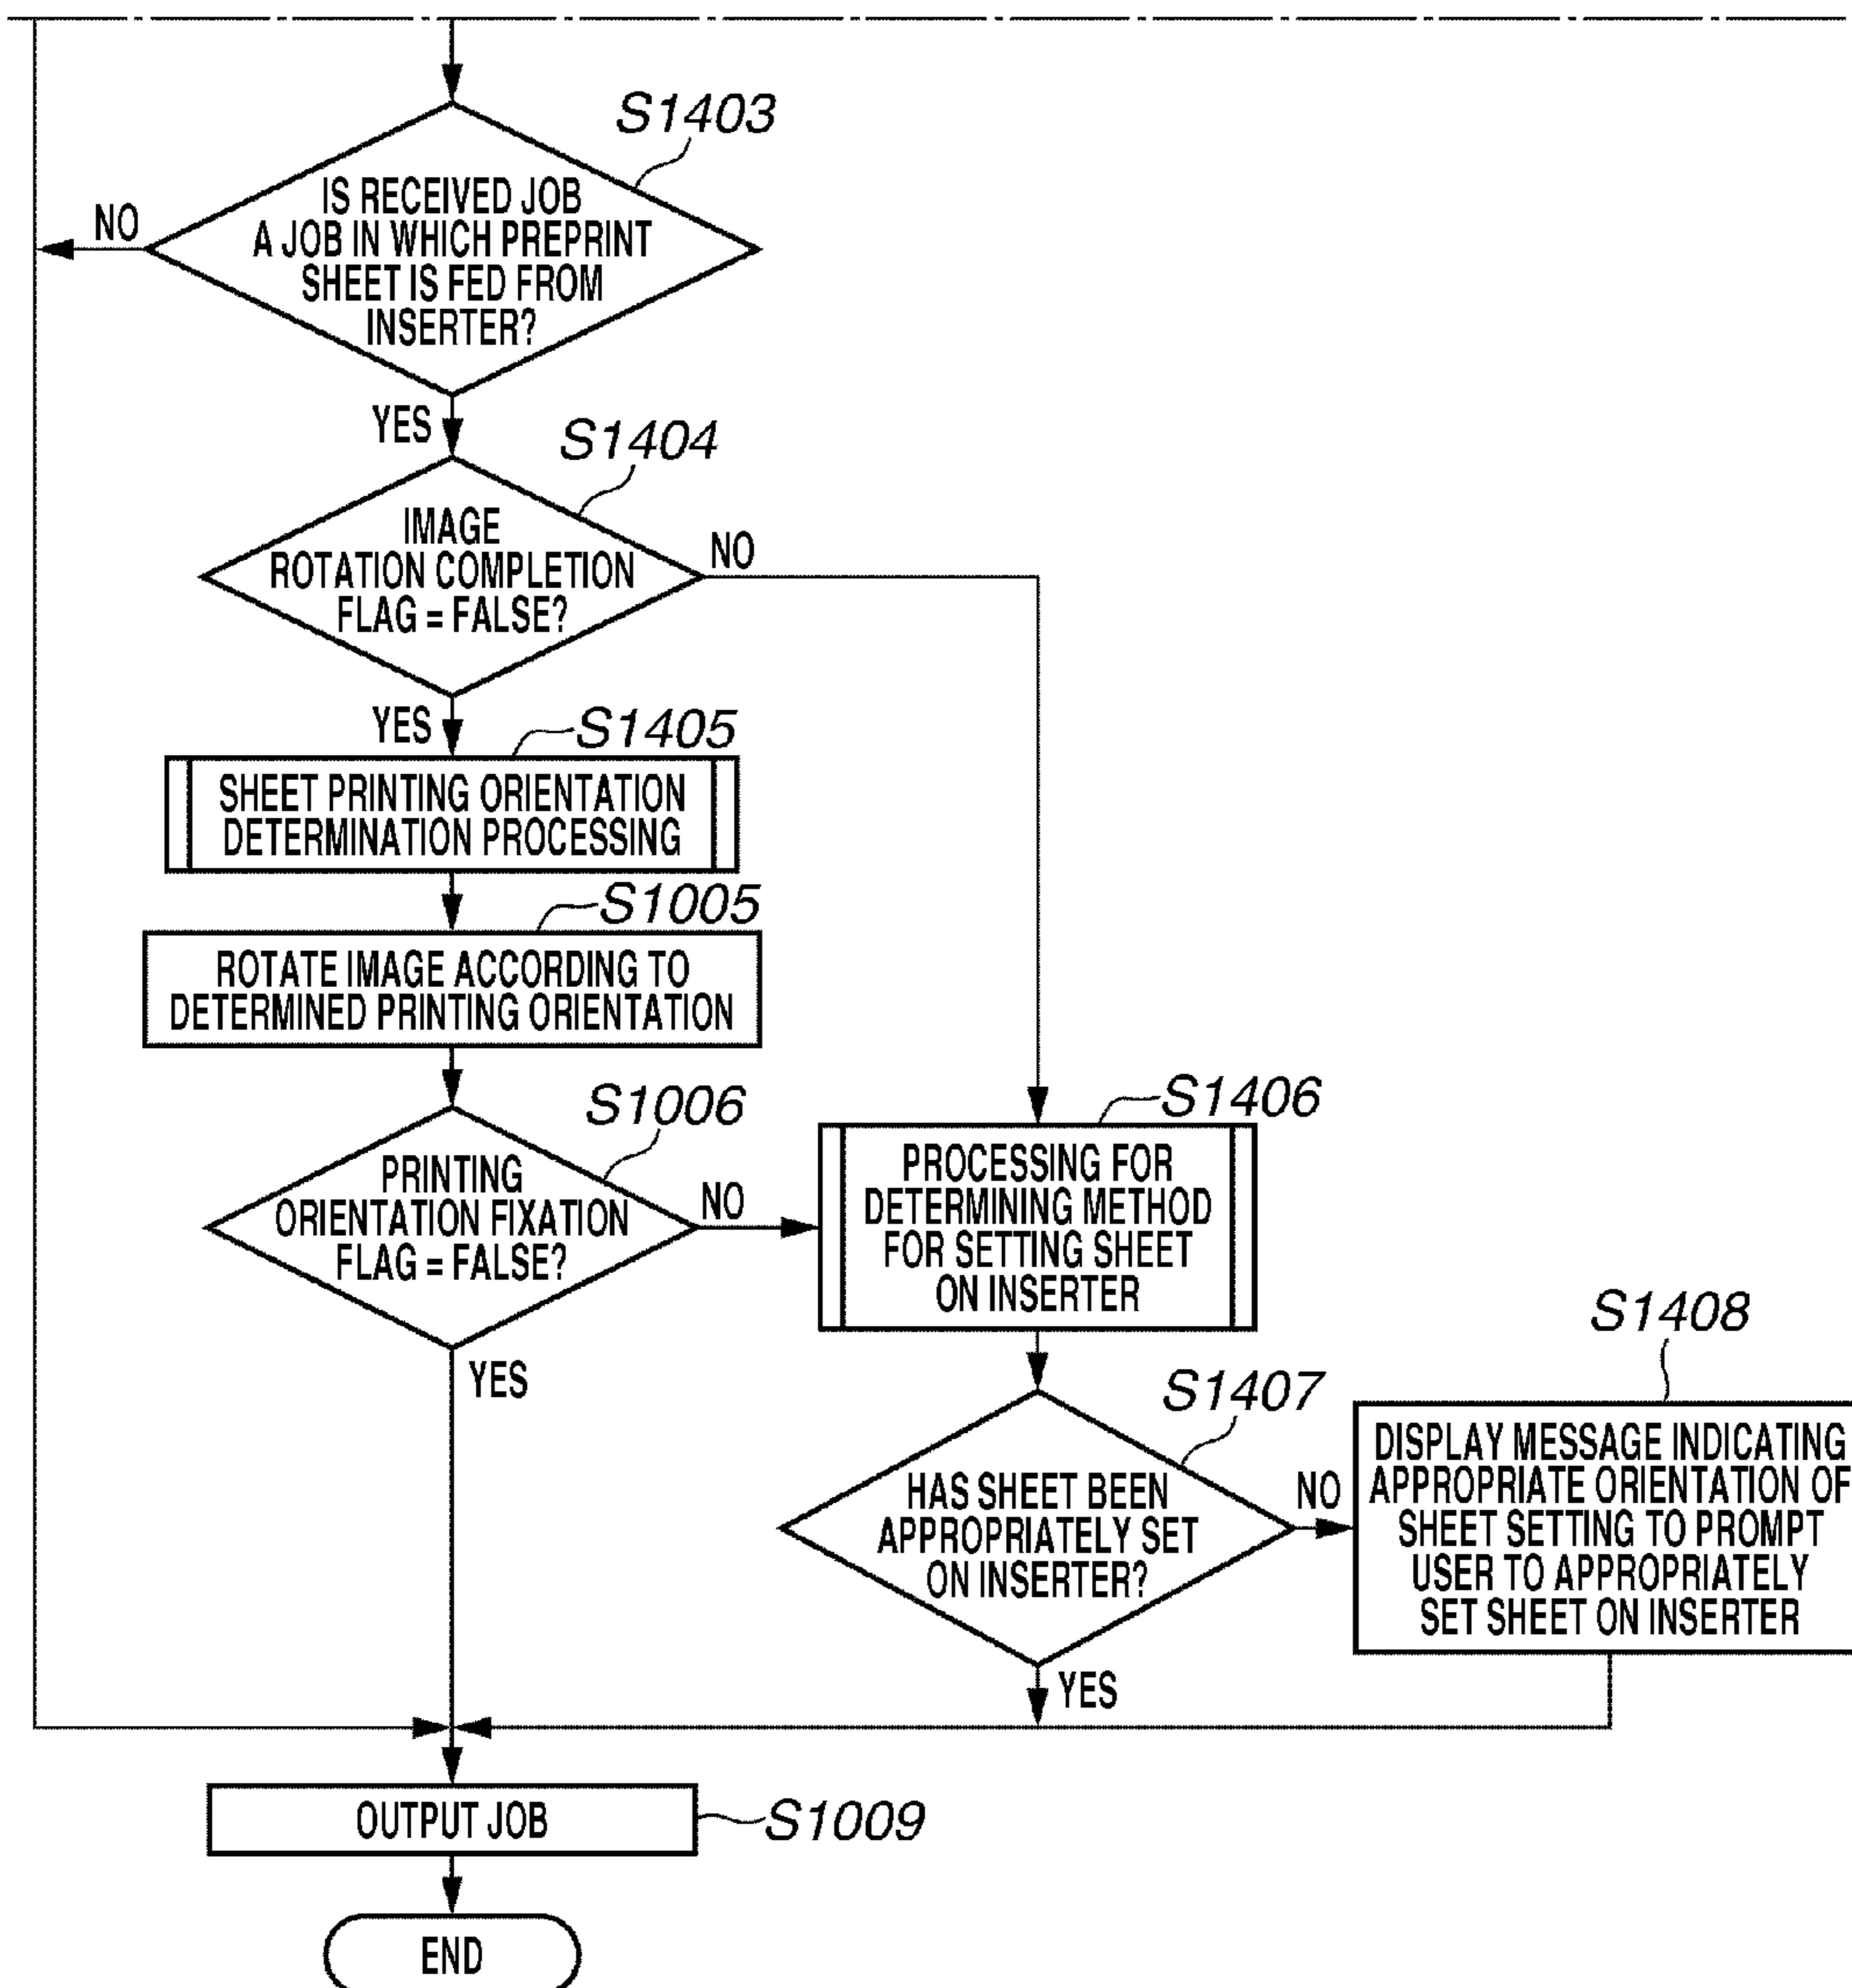 S1403
IS RECEIVED JOB
A JOB IN WHICH PREPRINT
SHEET IS FED FROM
INSERTER?
NO
YES
S1404
IMAGE
ROTATION COMPLETION
FLAG = FALSE?
NO
YES
S1405
SHEET PRINTING ORIENTATION
DETERMINATION PROCESSING
S1005
ROTATE IMAGE ACCORDING TO
DETERMINED PRINTING ORIENTATION
S1006
PRINTING
ORIENTATION FIXATION
FLAG = FALSE?
NO
YES
S1406
PROCESSING FOR
DETERMINING METHOD
FOR SETTING SHEET
ON INSERTER
S1407
HAS SHEET BEEN
APPROPRIATELY SET
ON INSERTER?
NO
YES
S1408
DISPLAY MESSAGE INDICATING
APPROPRIATE ORIENTATION OF
SHEET SETTING TO PROMPT
USER TO APPROPRIATELY
SET SHEET ON INSERTER
OUTPUT JOB
S1009
END